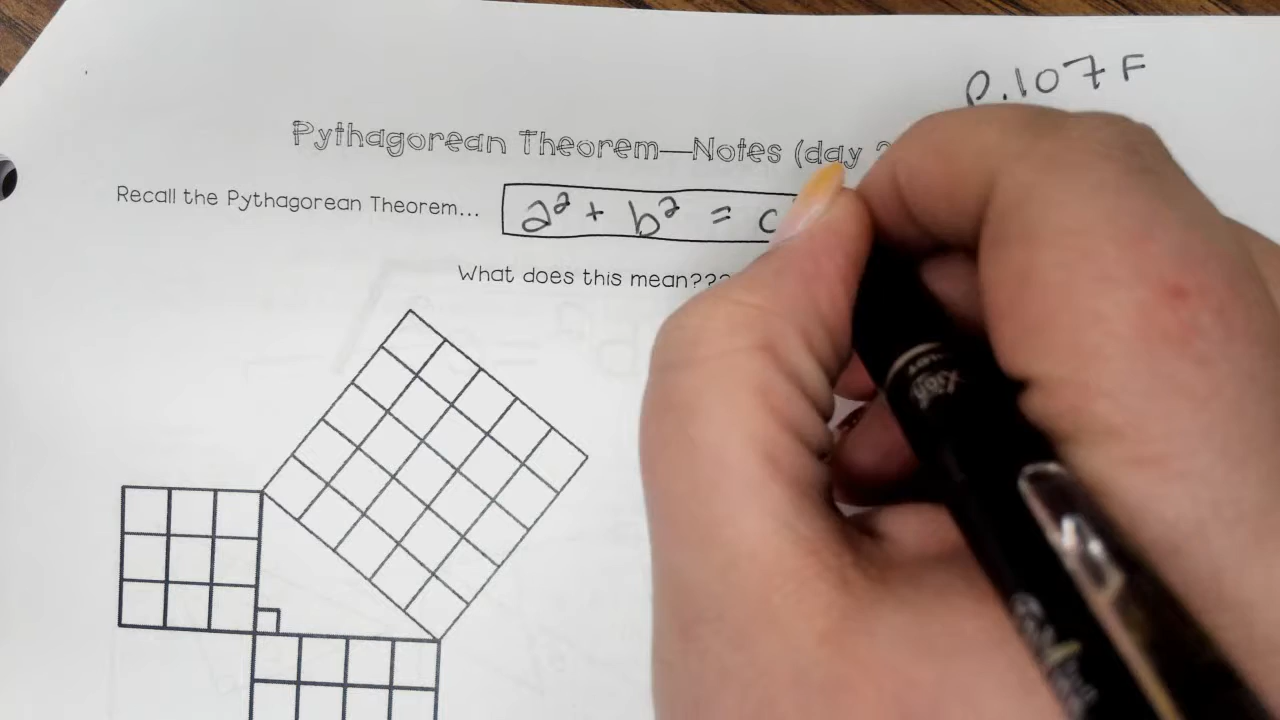 P.107F
Pythagorean Theorem—Notes (day
Recall the Pythagorean Theorem... a² + b² = c
What does this mean???